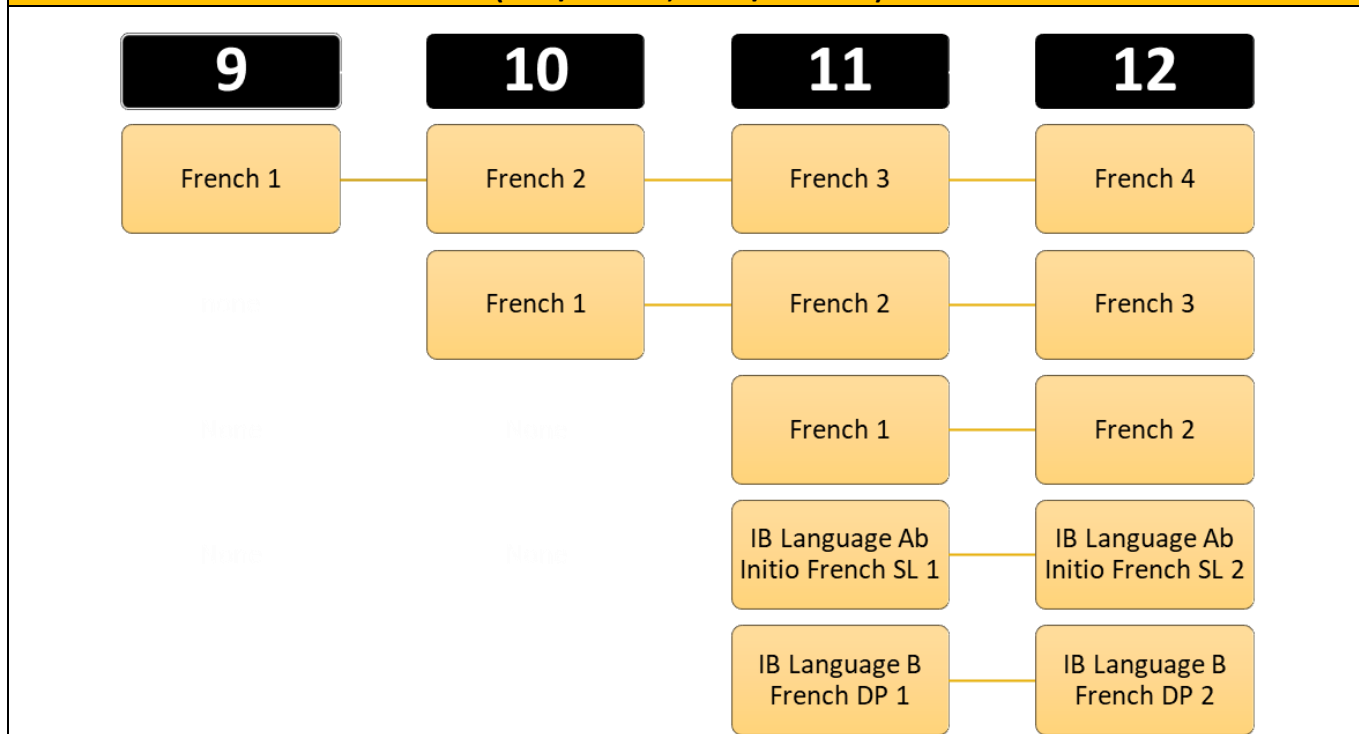 9 10 11 12
French 1 French 2 French 3 French 4
French 1 French 2 French 3
French 1 French 2
IB Language Ab Initio French SL 1
IB Language Ab Initio French SL 2
IB Language B French DP 1
IB Language B French DP 2